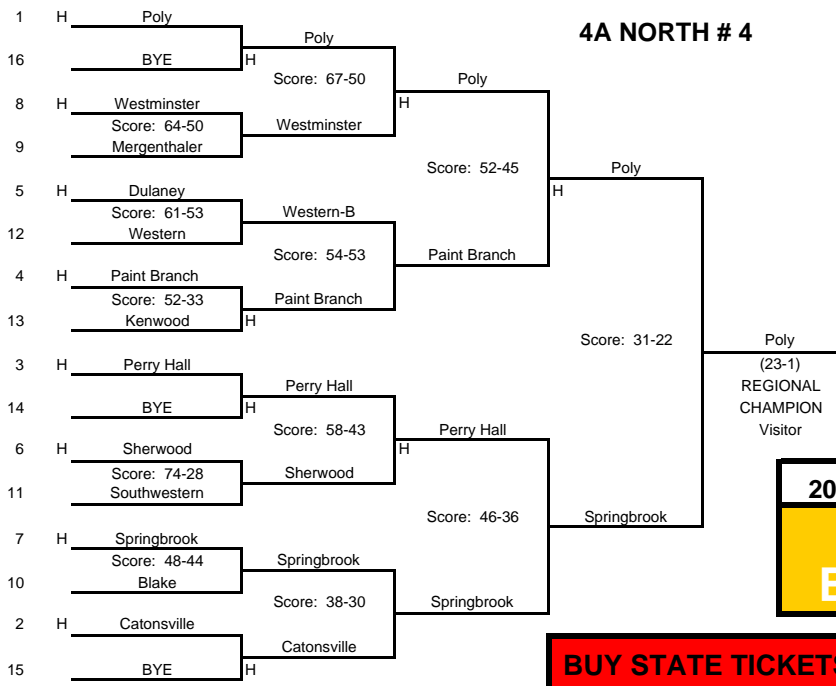 4A NORTH # 4
1 H Poly
Poly
16 BYE H
Score: 67-50
Poly
8 H Westminster
H
Score: 64-50
Westminster
9 Mergenthaler
Score: 52-45
Poly
5 H Dulaney
H
Score: 61-53
Western-B
12 Western
Score: 54-53
Paint Branch
4 H Paint Branch
Score: 52-33
Paint Branch
13 Kenwood H
Score: 31-22
Poly
3 H Perry Hall
(23-1)
REGIONAL
CHAMPION
Visitor
Perry Hall
14 BYE H
Score: 58-43
Perry Hall
6 H Sherwood
H
Score: 74-28
Sherwood
11 Southwestern
20
Score: 46-36
Springbrook
7 H Springbrook
Score: 48-44
Springbrook
10 Blake
Score: 38-30
Springbrook
2 H Catonsville
Catonsville
15 BYE H
BUY STATE TICKETS